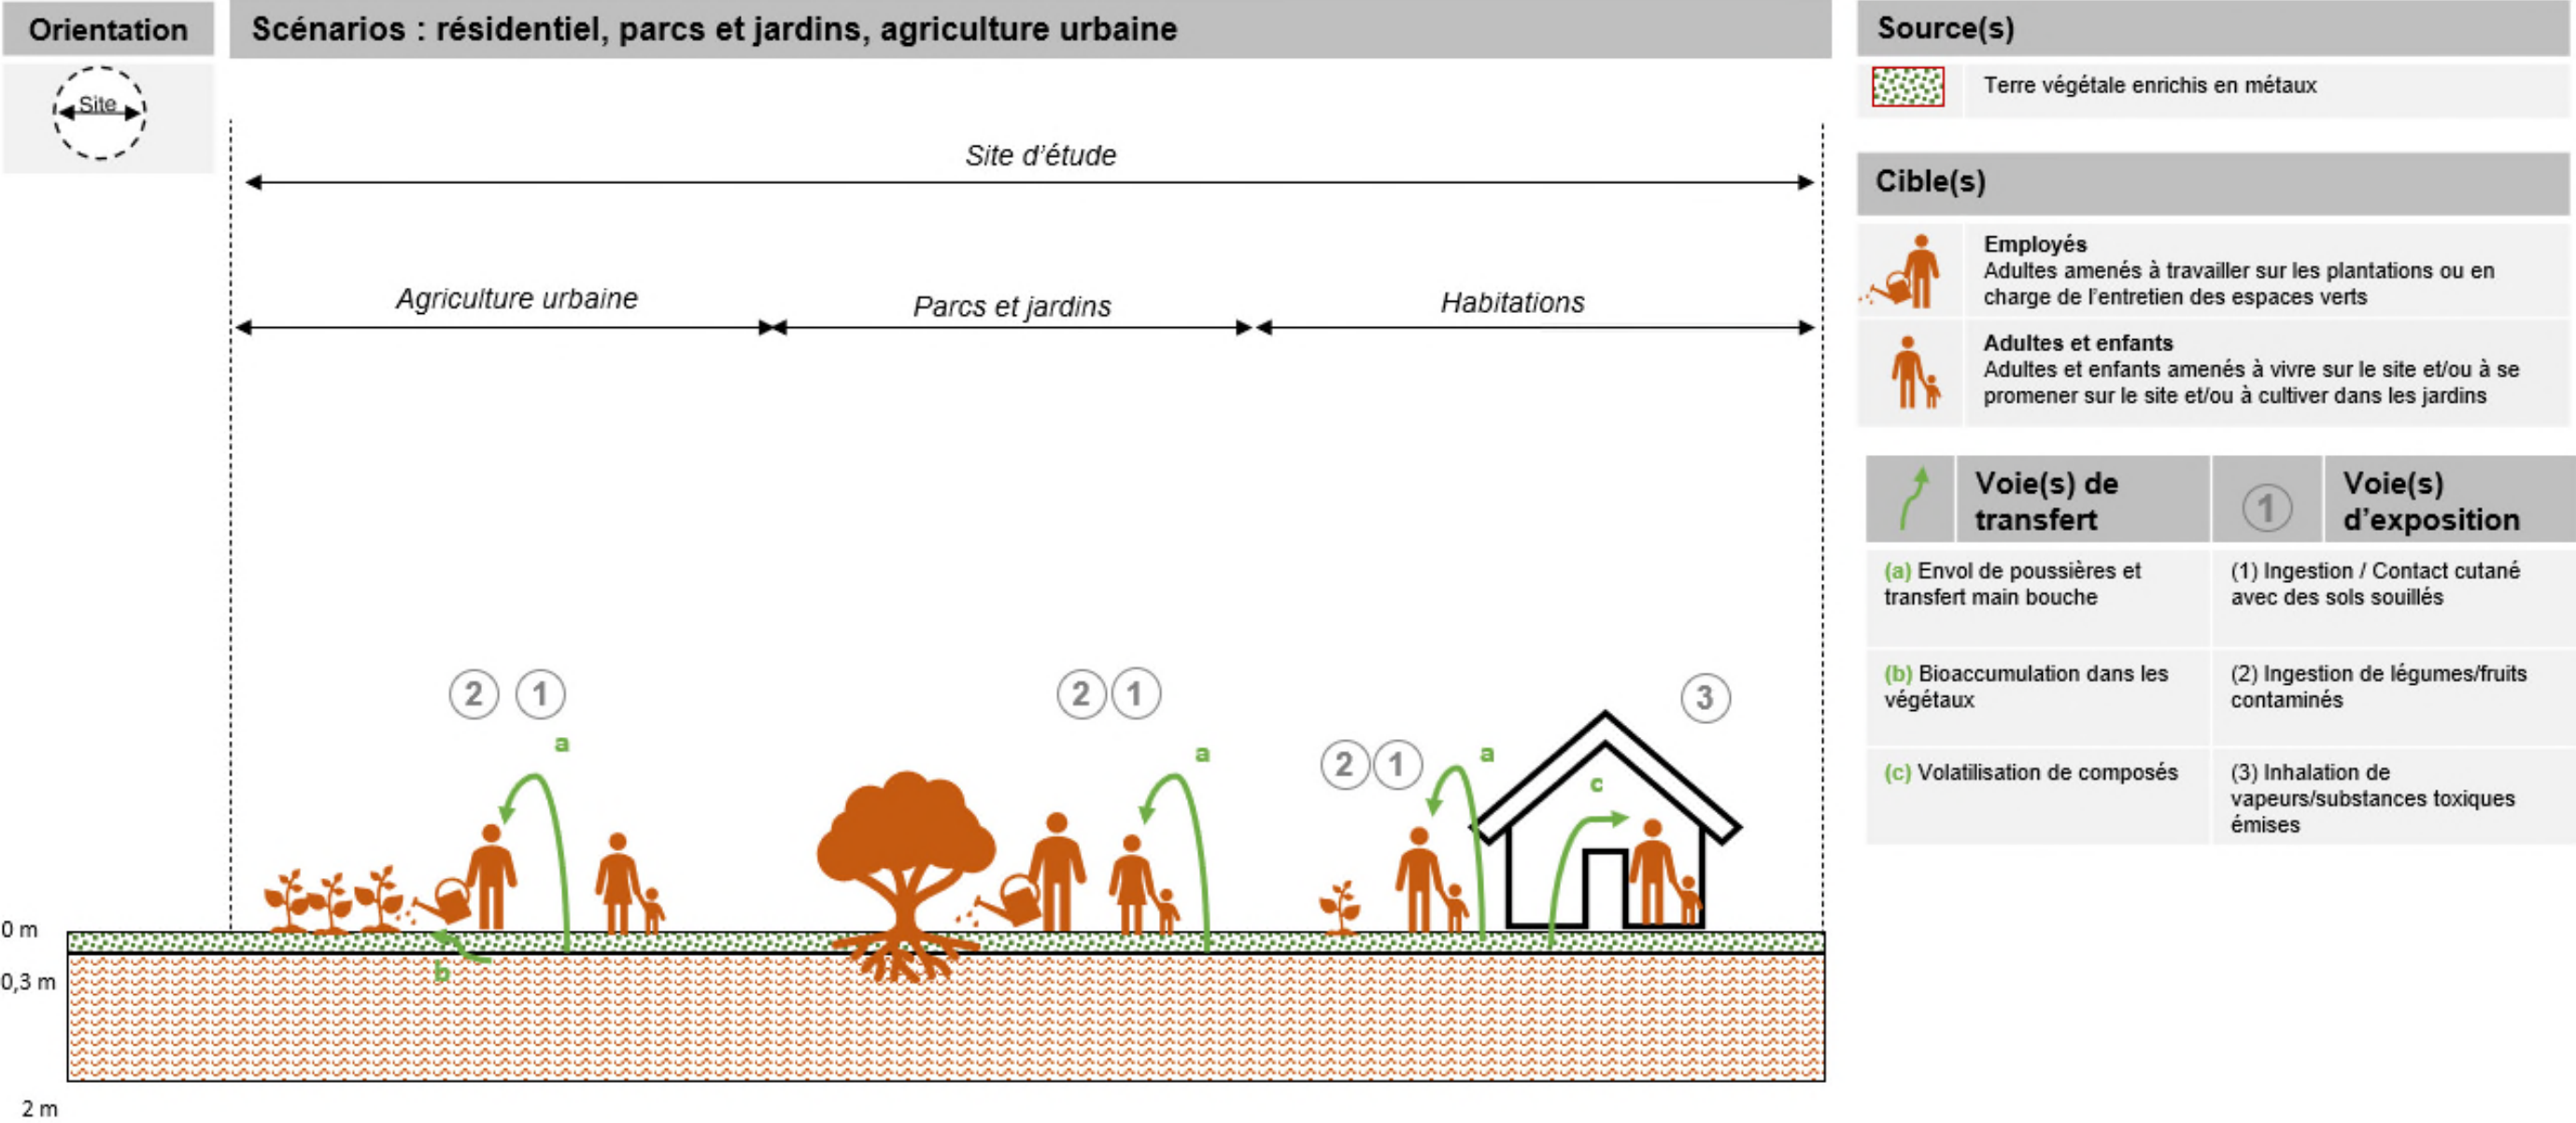 Orientation
Site
Scénarios : résidentiel, parcs et jardins, agriculture urbaine
Site d'étude
Agriculture urbaine
Parcs et jardins
Habitations
2 1
a
2 1
a
2 1
a
c
3
b
0 m
0,3 m
2 m
Source(s)
Terre végétale enrichis en métaux
Cible(s)
Employés
Adultes amenés à travailler sur les plantations ou en
charge de l'entretien des espaces verts
Adultes et enfants
Adultes et enfants amenés à vivre sur le site et/ou à se
promener sur le site et/ou à cultiver dans les jardins
Voie(s) de
transfert
1
Voie(s)
d'exposition
(a) Envol de poussières et
transfert main bouche
(1) Ingestion / Contact cutané
avec des sols souillés
(b) Bioaccumulation dans les
végétaux
(2) Ingestion de légumes/fruits
contaminés
(c) Volatilisation de composés
(3) Inhalation de
vapeurs/substances toxiques
émises